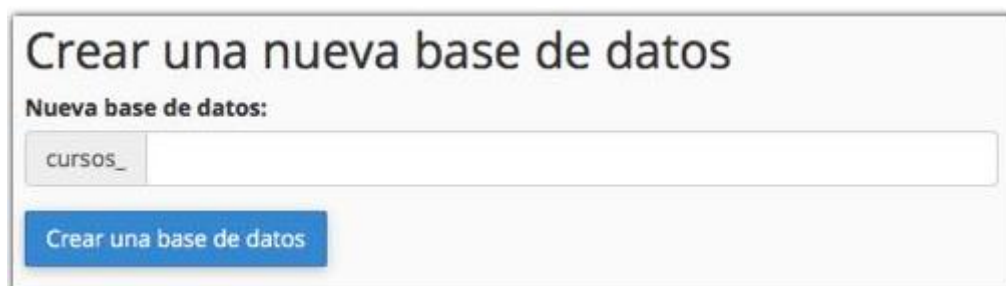 Crear una nueva base de datos
Nueva base de datos:
cursos_
Crear una base de datos